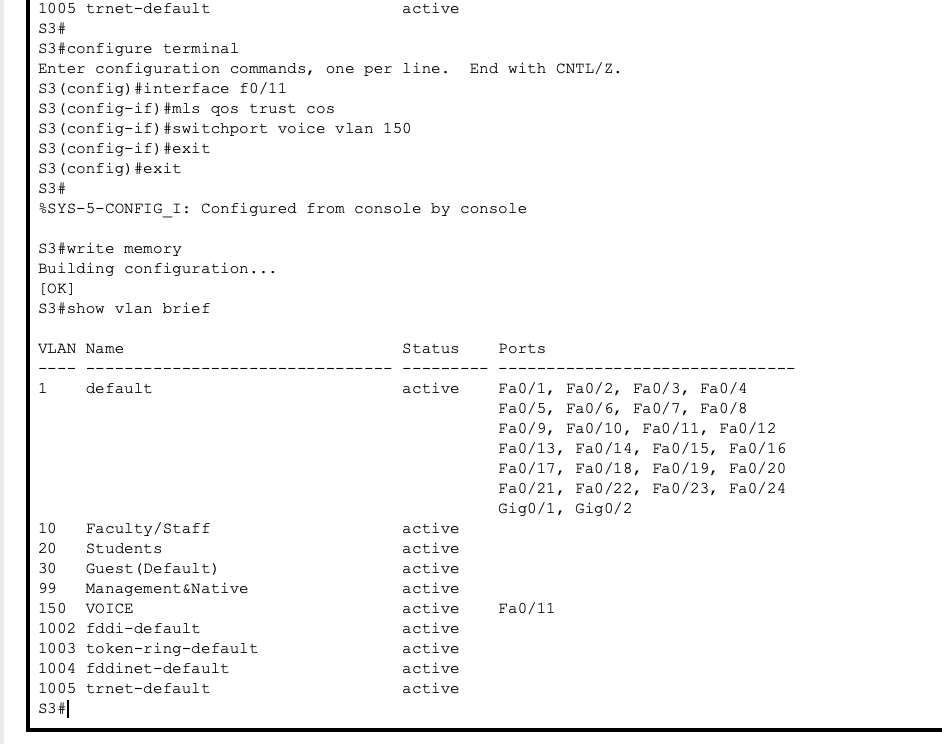 1005 trnet-default                    active
S3#
S3#configure terminal
Enter configuration commands, one per line.  End with CNTL/Z.
S3(config)#interface f0/11
S3(config-if)#mls qos trust cos
S3(config-if)#switchport voice vlan 150
S3(config-if)#exit
S3(config)#exit
S3#
%SYS-5-CONFIG_I: Configured from console by console

S3#write memory
Building configuration...
[OK]
S3#show vlan brief

VLAN Name                             Status    Ports
---- -------------------------------- --------- -------------------------------
1    default                          active    Fa0/1, Fa0/2, Fa0/3, Fa0/4
                                                Fa0/5, Fa0/6, Fa0/7, Fa0/8
                                                Fa0/9, Fa0/10, Fa0/11, Fa0/12
                                                Fa0/13, Fa0/14, Fa0/15, Fa0/16
                                                Fa0/17, Fa0/18, Fa0/19, Fa0/20
                                                Fa0/21, Fa0/22, Fa0/23, Fa0/24
                                                Gig0/1, Gig0/2
10   Faculty/Staff                    active
20   Students                         active
30   Guest(Default)                   active
99   Management&Native                active
150  VOICE                            active    Fa0/11
1002 fddi-default                     active
1003 token-ring-default               active
1004 fddinet-default                  active
1005 trnet-default                    active
S3#